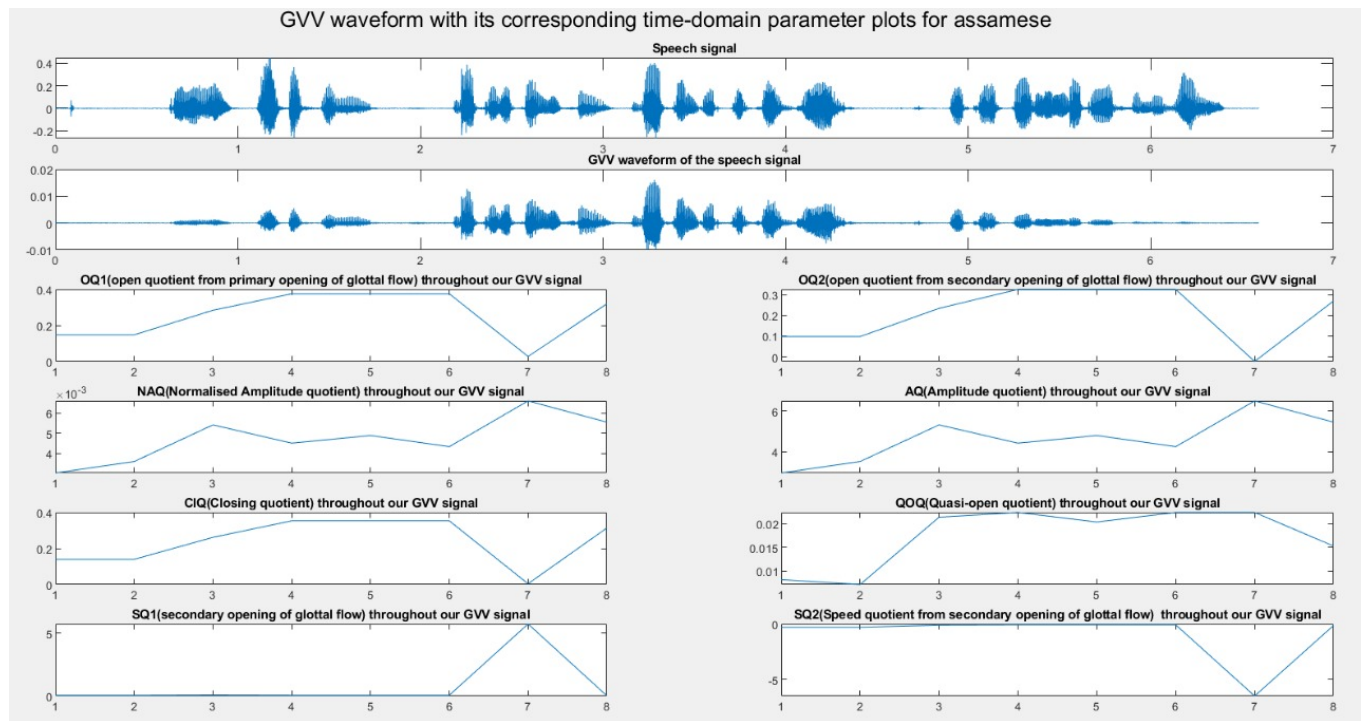 GVV waveform with its corresponding time-domain parameter plots for assamese
Speech signal
0.4
0.2
0
-0.2
0 1 2 3 4 5 6 7
GVV waveform of the speech signal
0.02
0.01
0
-0.01
0 1 2 3 4 5 6 7
OQ1(open quotient from primary opening of glottal flow) throughout our GVV signal
0.4
0.2
0
1 2 3 4 5 6 7 8
OQ2(open quotient from secondary opening of glottal flow) throughout our GVV signal
0.3
0.2
0.1
0
1 2 3 4 5 6 7 8
NAQ(Normalised Amplitude quotient) throughout our GVV signal
× 10-3
6
5
4
1 2 3 4 5 6 7 8
AQ(Amplitude quotient) throughout our GVV signal
6
4
1 2 3 4 5 6 7 8
ClQ(Closing quotient) throughout our GVV signal
0.4
0.2
0
1 2 3 4 5 6 7 8
QOQ(Quasi-open quotient) throughout our GVV signal
0.02
0.015
0.01
1 2 3 4 5 6 7 8
SQ1(secondary opening of glottal flow) throughout our GVV signal
5
0
1 2 3 4 5 6 7 8
SQ2(Speed quotient from secondary opening of glottal flow) throughout our GVV signal
0
-5
1 2 3 4 5 6 7 8